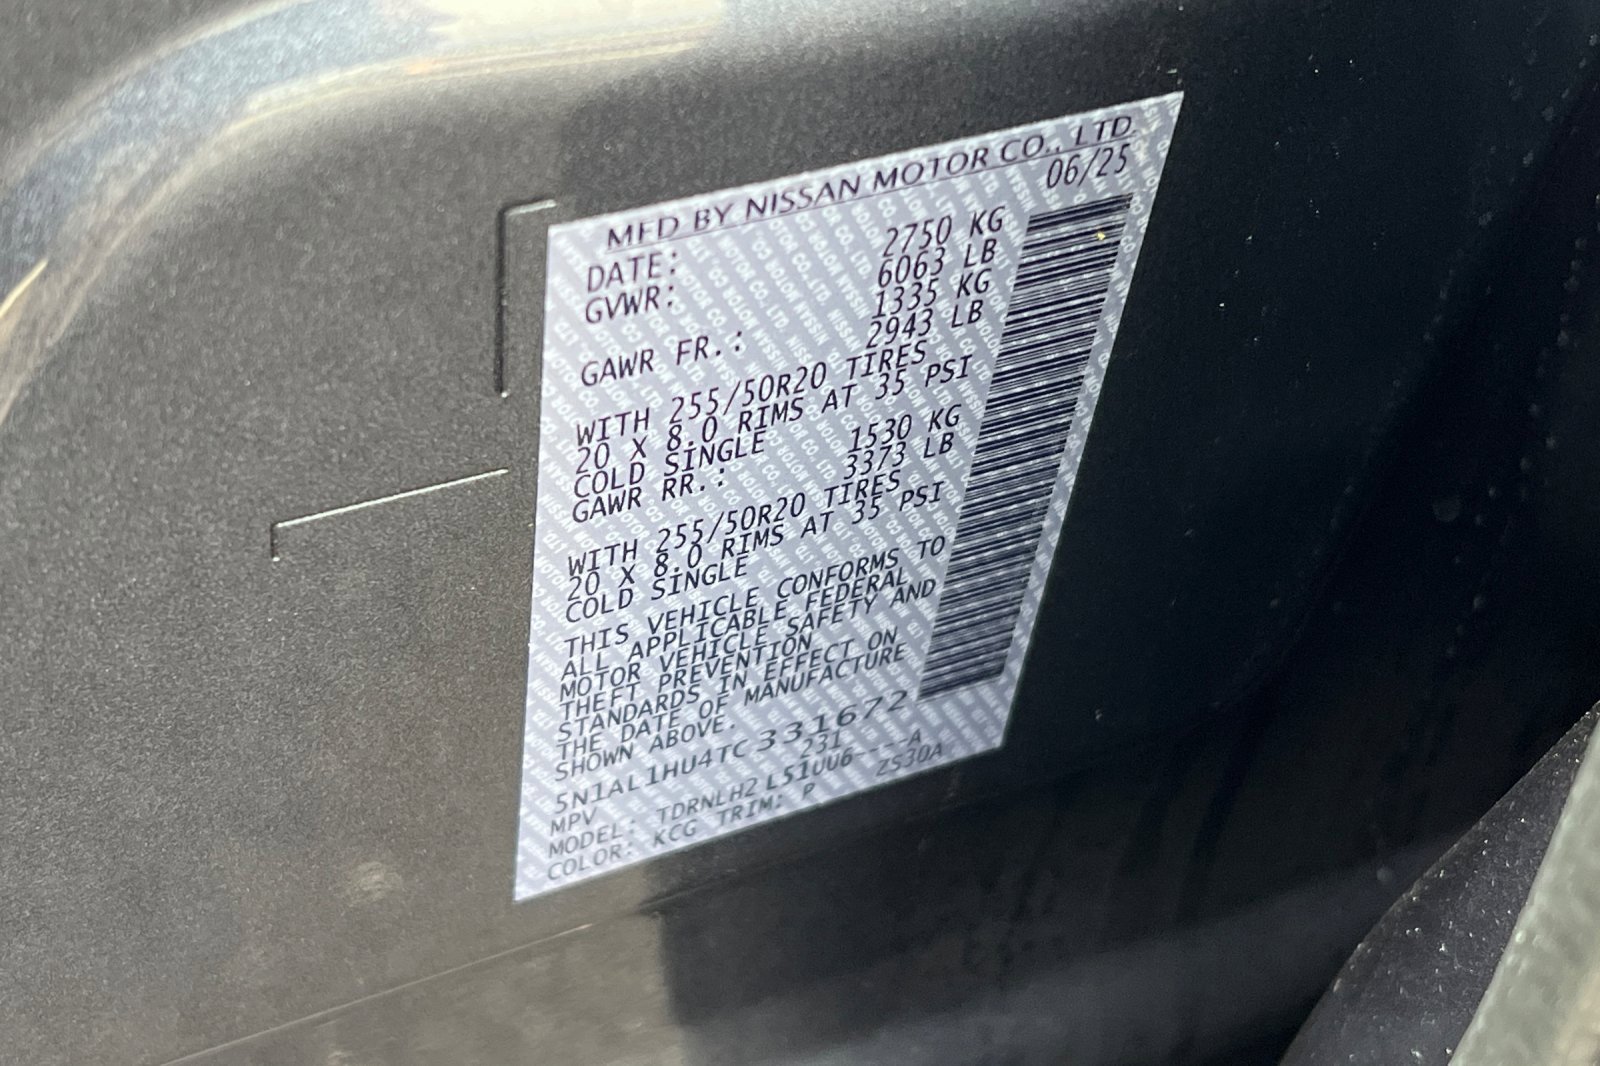 MFD BY NISSAN MOTOR CO., LTD.
DATE: 06/25
GVWR: 2750 KG
6063 LB
GAWR FR.: 1335 KG
2943 LB
WITH 255/50R20 TIRES
20 X 8.0 RIMS AT 35 PSI
COLD SINGLE
GAWR RR.: 1530 KG
3373 LB
WITH 255/50R20 TIRES
20 X 8.0 RIMS AT 35 PSI
COLD SINGLE
THIS VEHICLE CONFORMS TO
ALL APPLICABLE FEDERAL
MOTOR VEHICLE SAFETY AND
THEFT PREVENTION
STANDARDS IN EFFECT ON
THE DATE OF MANUFACTURE
SHOWN ABOVE.
5N1AL1HU4TC331672
MPV 231
MODEL: TDRNLH2L51UU6----A
COLOR: KCG TRIM: P ZS30A